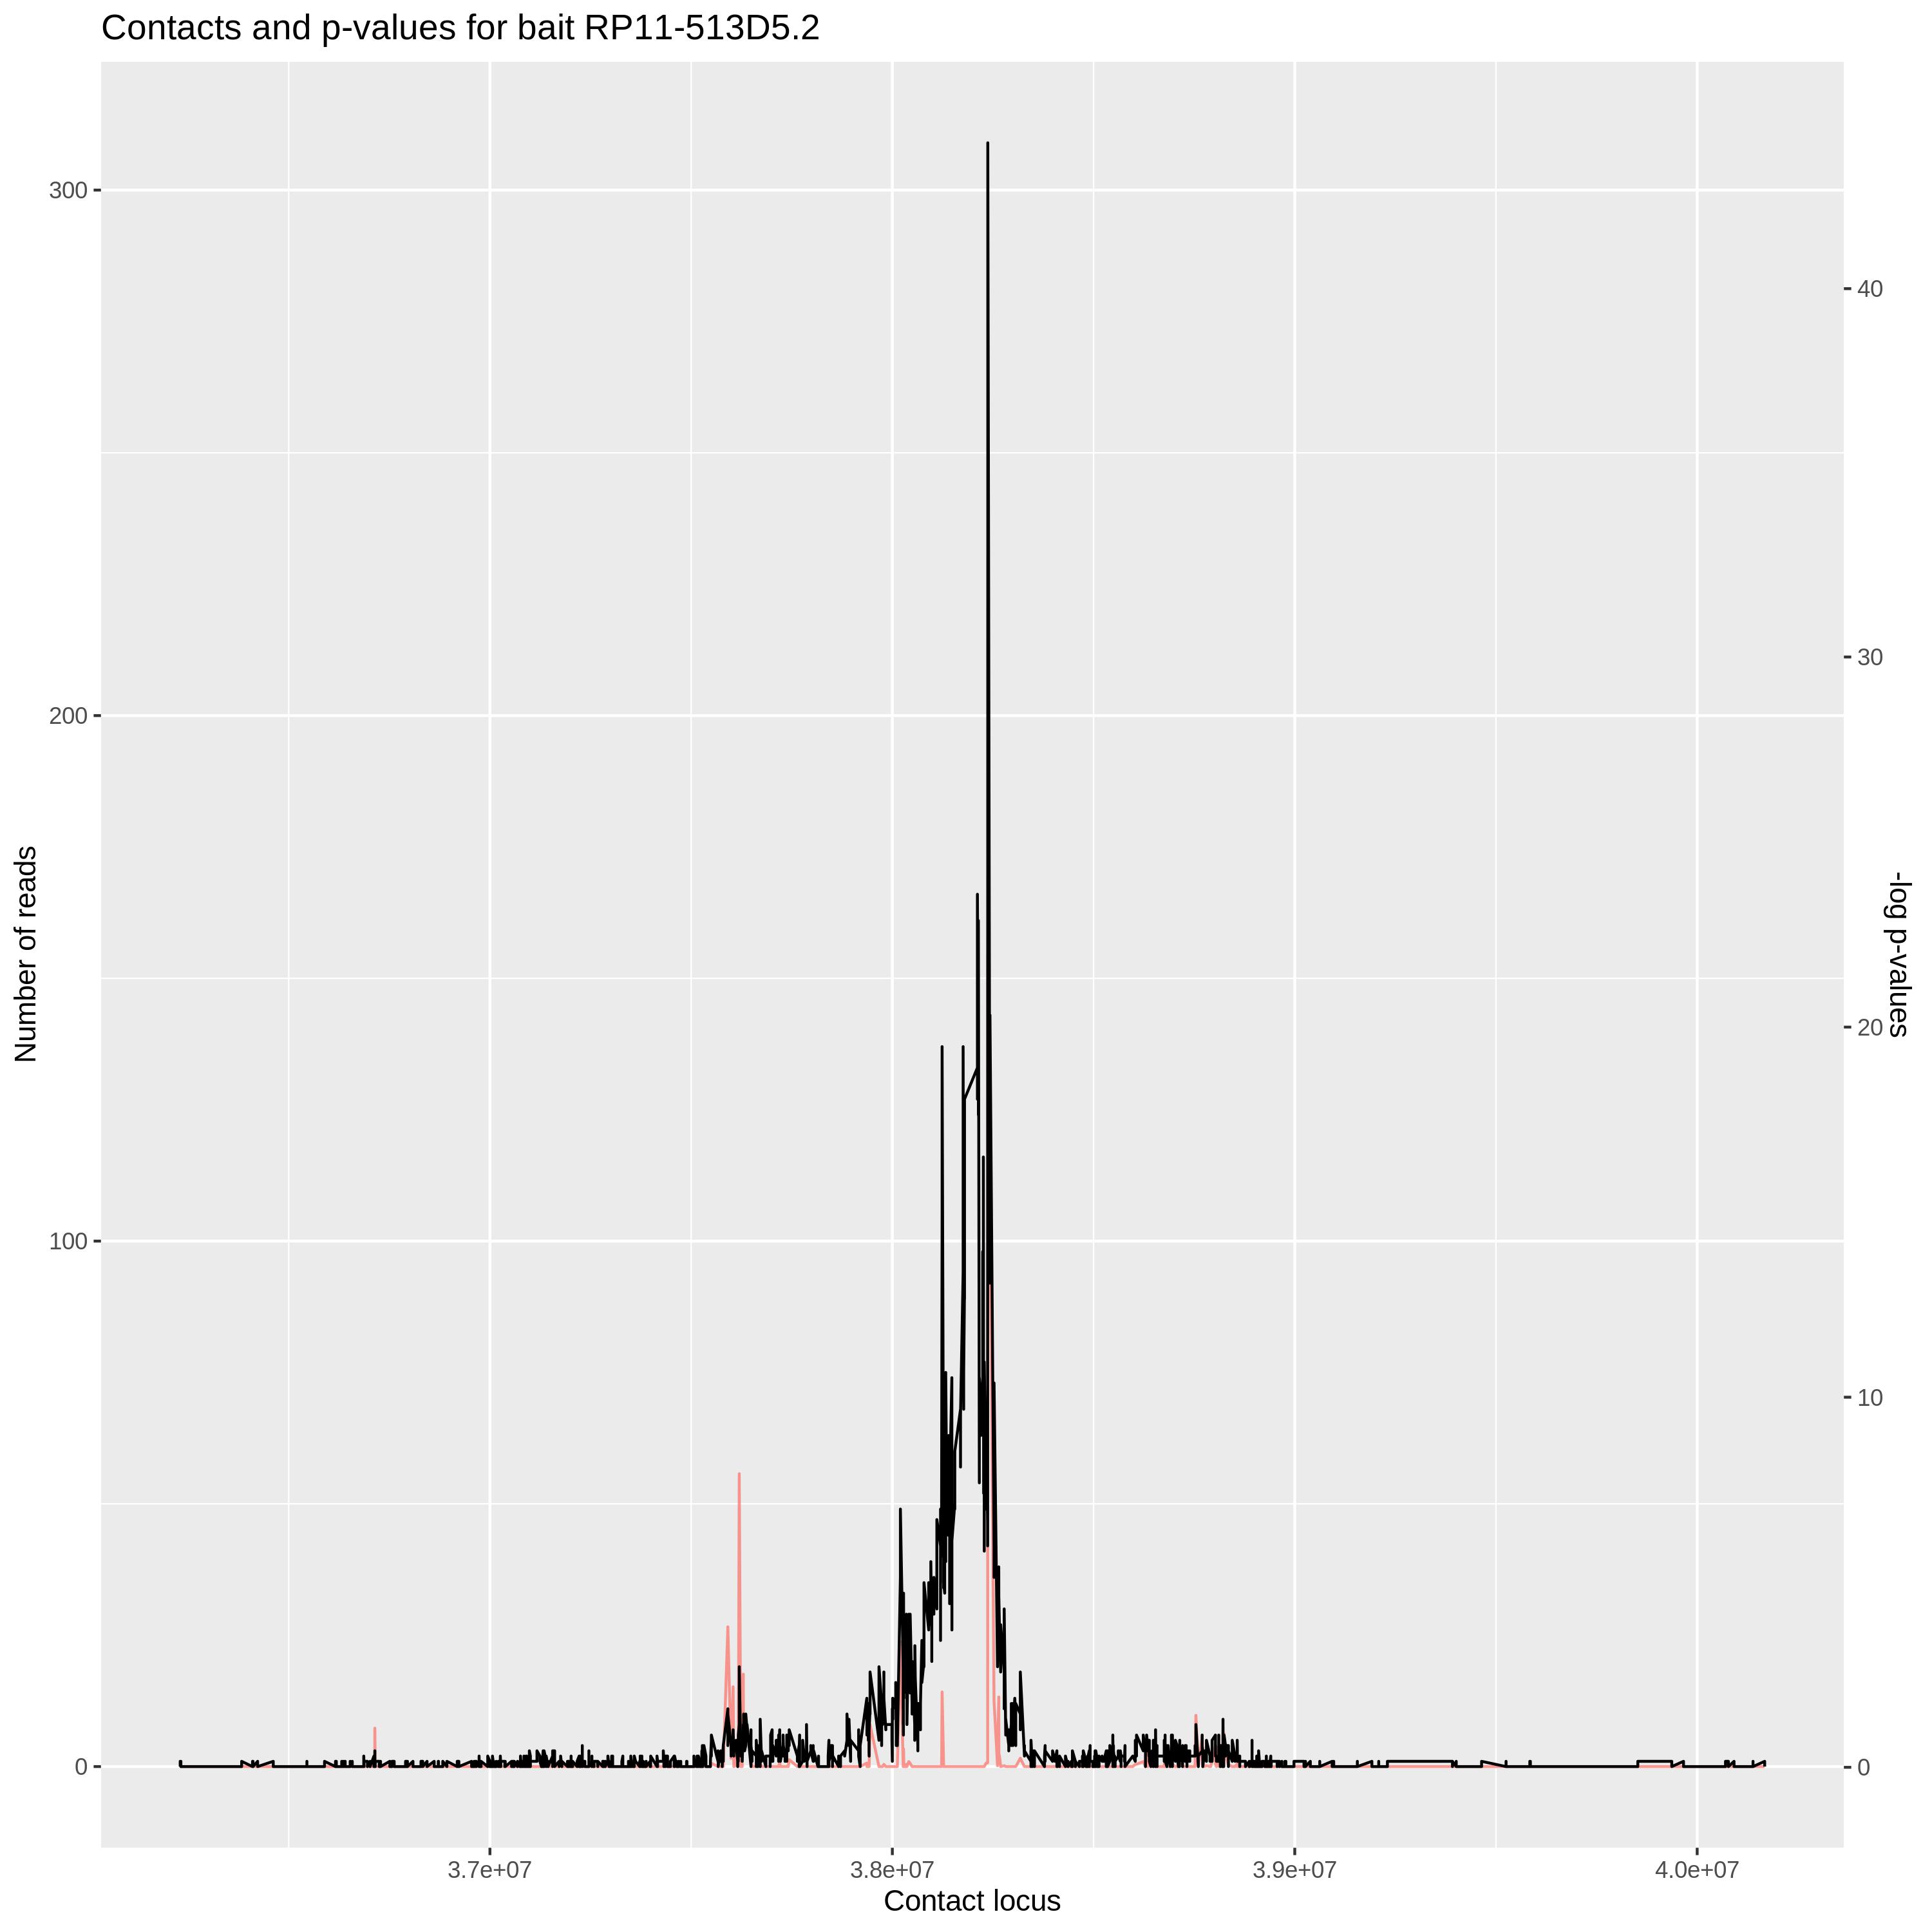 Contacts and p-values for bait RP11-513D5.2
300
200
100
0
Number of reads
40
30
20
10
0
-log p-values
3.7e+07
3.8e+07
3.9e+07
4.0e+07
Contact locus